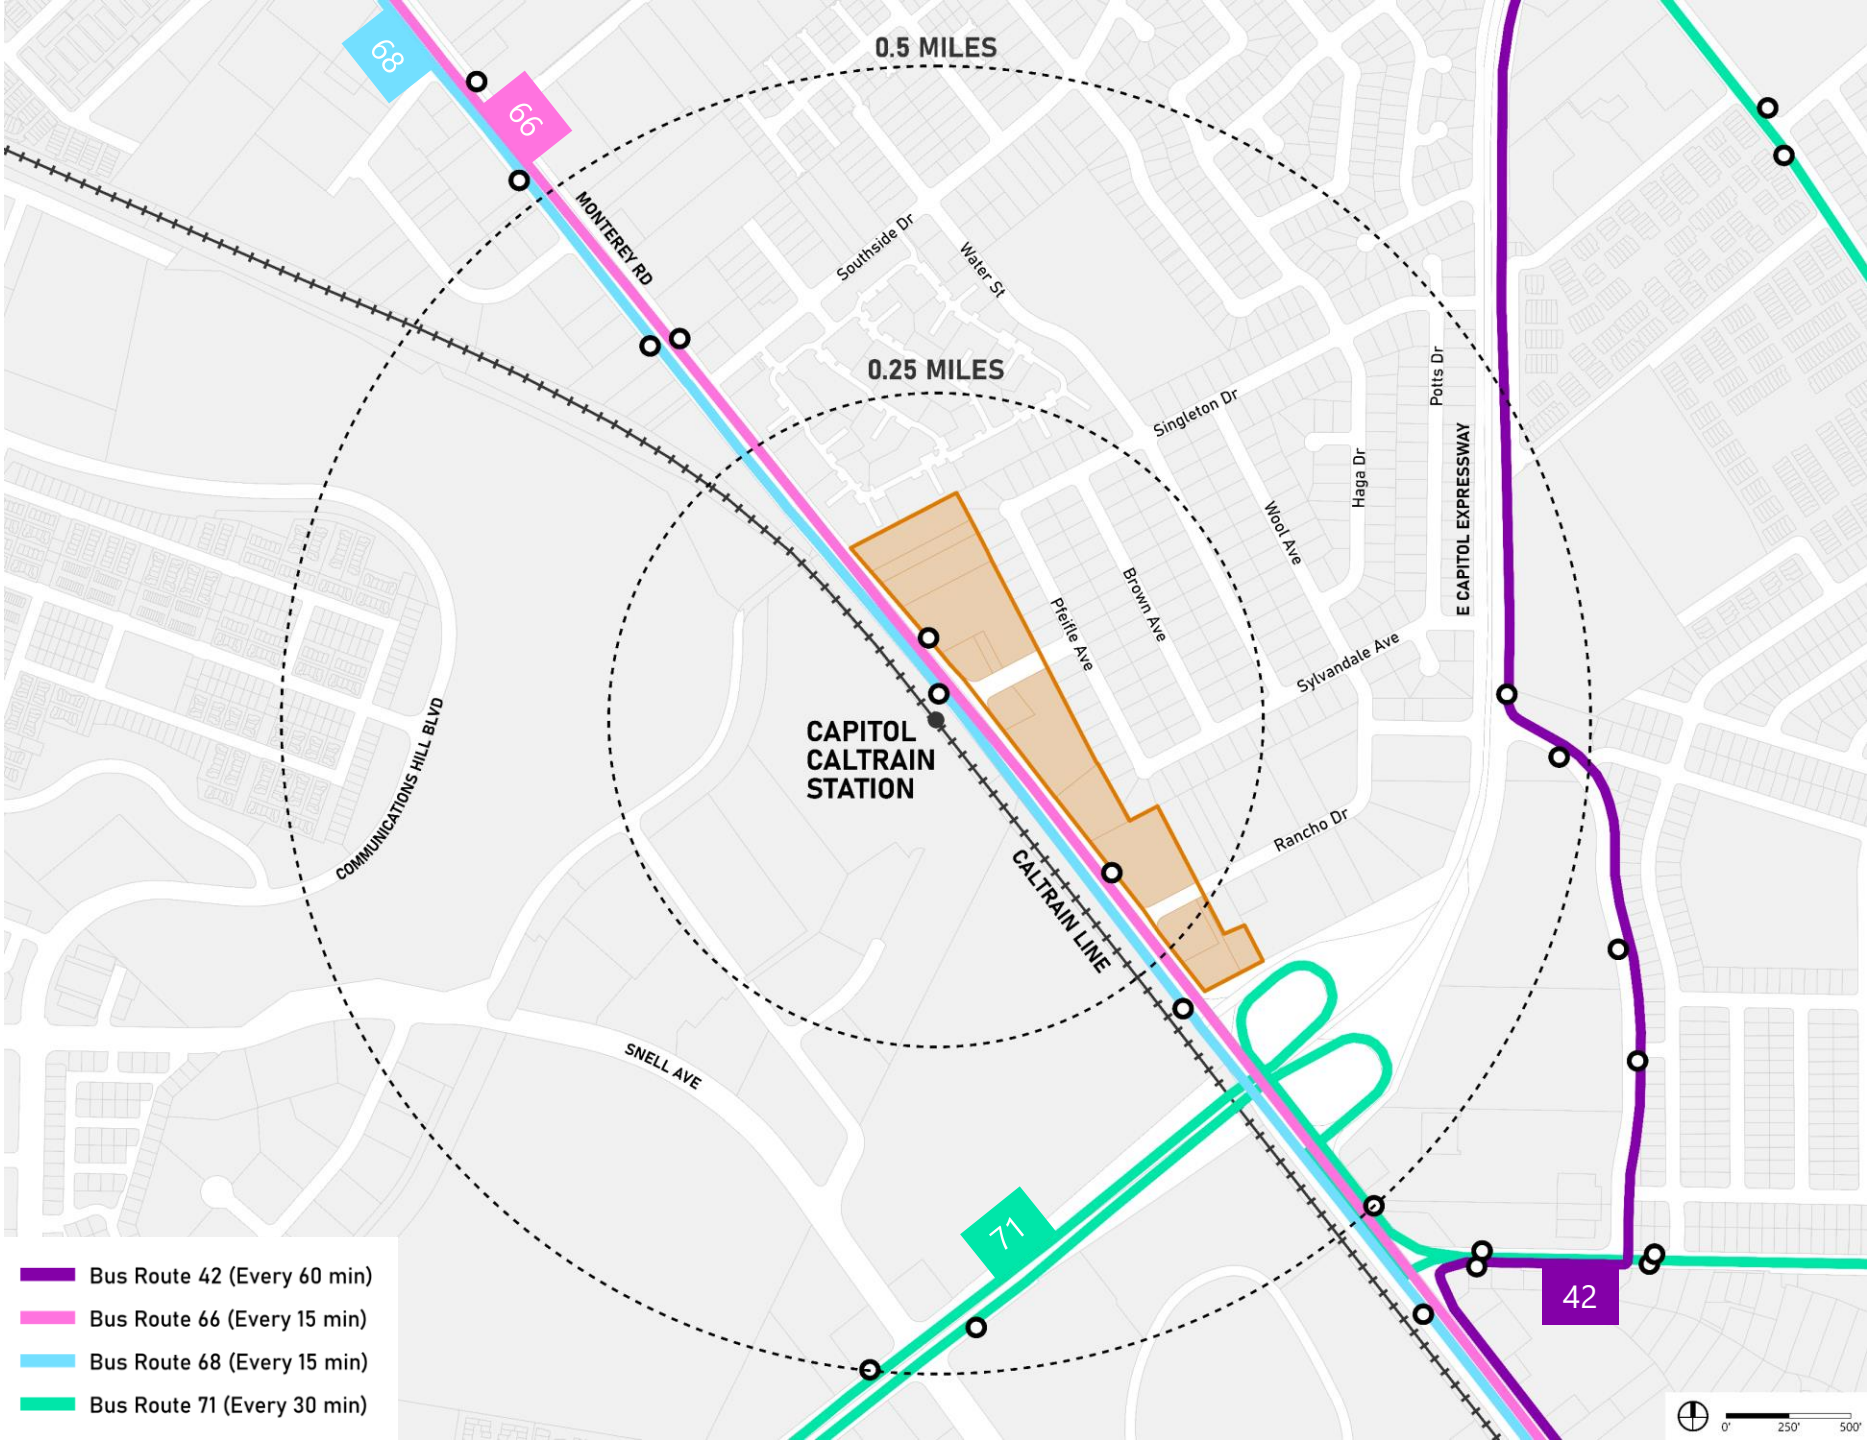 0.5 MILES
68
66
MONTEREY RD
Southside Dr
Water St
0.25 MILES
Singleton Dr
Potts Dr
Haga Dr
Wool Ave
E CAPITOL EXPRESSWAY
Brown Ave
Pfeifle Ave
Sylvandale Ave
CAPITOL
CALTRAIN
STATION
COMMUNICATIONS HILL BLVD
Rancho Dr
CALTRAIN LINE
SNELL AVE
71
42
Bus Route 42 (Every 60 min)
Bus Route 66 (Every 15 min)
Bus Route 68 (Every 15 min)
Bus Route 71 (Every 30 min)
0' 250' 500'